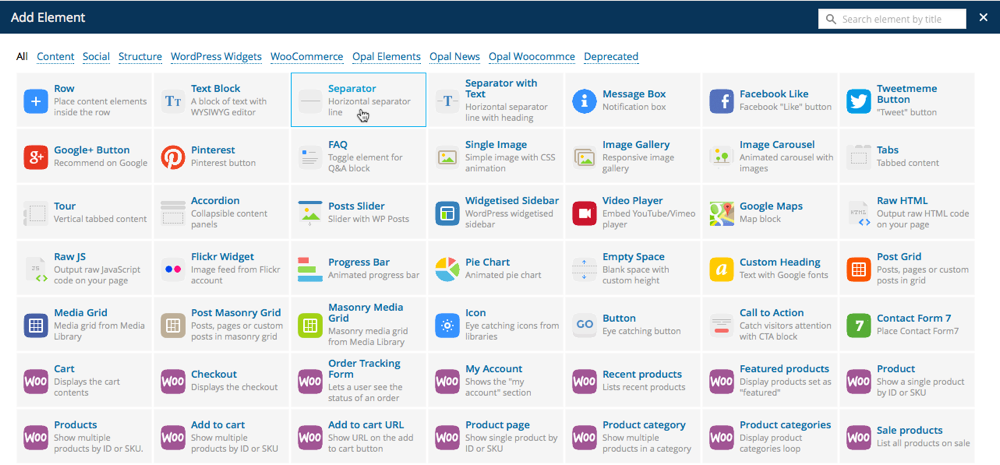 Add Element
Search element by title
All Content Social Structure WordPress Widgets WooCommerce Opal Elements Opal News Opal Woocommce Deprecated
Row
Place content elements
inside the row
Text Block
A block of text with
WYSIWYG editor
Separator
Horizontal separator
line
Separator with
Text
Horizontal separator
line with heading
Message Box
Notification box
Facebook Like
Facebook "Like" button
Tweetmeme
Button
"Tweet" button
Google+ Button
Recommend on Google
Pinterest
Pinterest button
FAQ
Toggle element for
Q&A block
Single Image
Simple image with CSS
animation
Image Gallery
Responsive image
gallery
Image Carousel
Animated carousel with
images
Tabs
Tabbed content
Tour
Vertical tabbed content
Accordion
Collapsible content
panels
Posts Slider
Slider with WP Posts
Widgetised Sidebar
WordPress widgetised
sidebar
Video Player
Embed YouTube/Vimeo
player
Google Maps
Map block
Raw HTML
Output raw HTML code
on your page
Raw JS
Output raw JavaScript
code on your page
Flickr Widget
Image feed from Flickr
account
Progress Bar
Animated progress bar
Pie Chart
Animated pie chart
Empty Space
Blank space with
custom height
Custom Heading
Text with Google fonts
Post Grid
Posts, pages or custom
posts in grid
Media Grid
Media grid from Media
Library
Post Masonry Grid
Posts, pages or custom
posts in masonry grid
Masonry Media
Grid
Masonry media grid
from Media Library
Icon
Eye catching icons from
libraries
GO
Button
Eye catching button
Call to Action
Catch visitors attention
with CTA block
7
Contact Form 7
Place Contact Form7
Woo
Cart
Displays the cart
contents
Woo
Checkout
Displays the checkout
Woo
Order Tracking
Form
Lets a user see the
status of an order
Woo
My Account
Shows the "my
account" section
Woo
Recent products
Lists recent products
Woo
Featured products
Display products set as
"featured"
Woo
Product
Show a single product
by ID or SKU
Woo
Products
Show multiple
products by ID or SKU.
Woo
Add to cart
Show multiple
products by ID or SKU
Woo
Add to cart URL
Show URL on the add
to cart button
Woo
Product page
Show single product by
ID or SKU
Woo
Product category
Show multiple
products in a category
Woo
Product categories
Display product
categories loop
Woo
Sale products
List all products on sale